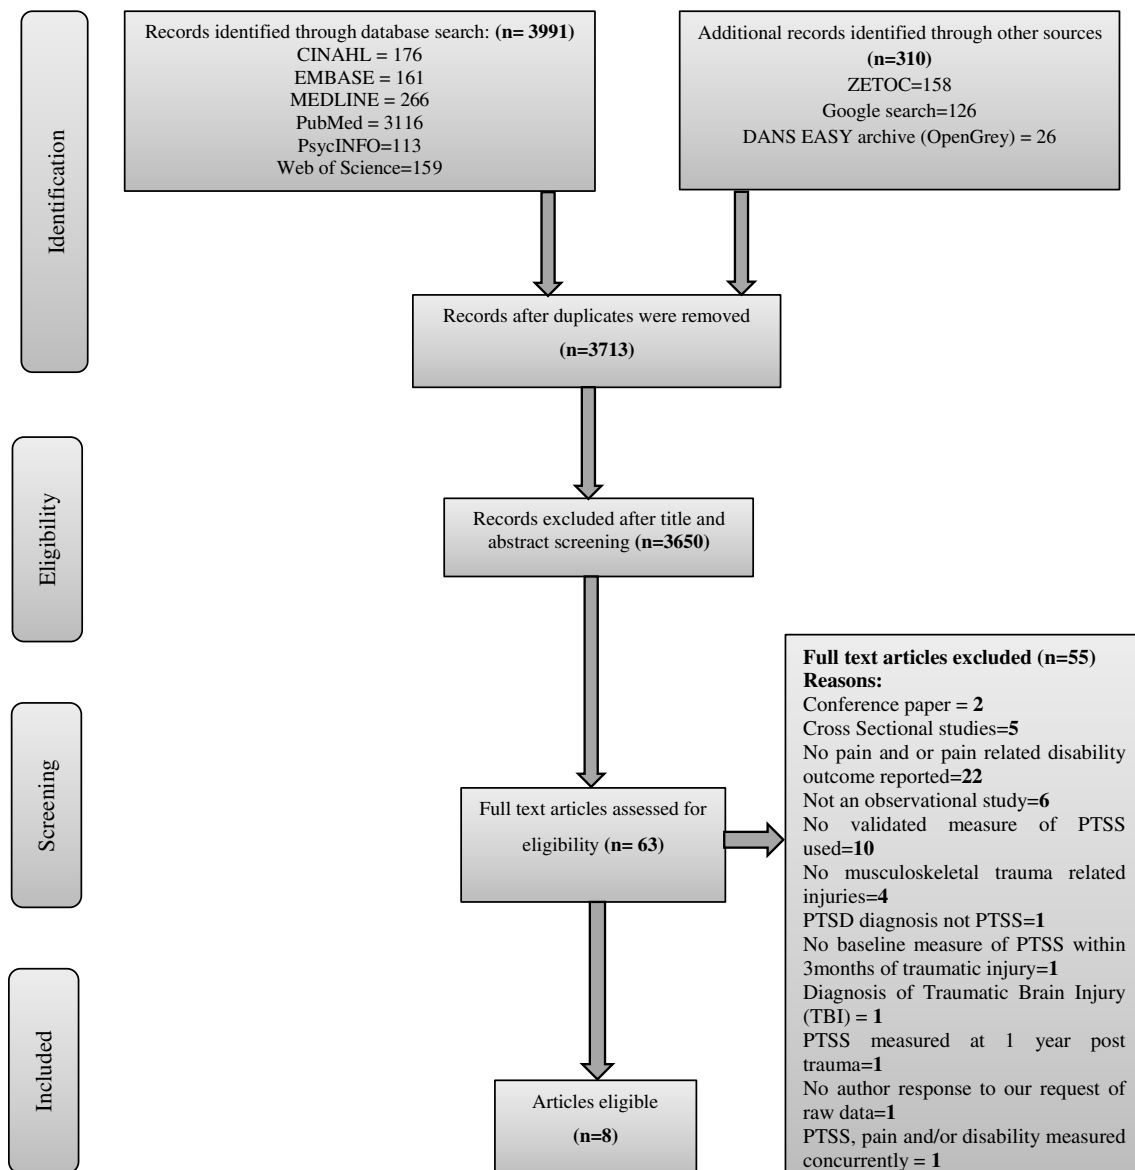 Identification
Records identified through database search: (n= 3991)
CINAHL = 176
EMBASE = 161
MEDLINE = 266
PubMed = 3116
PsycINFO=113
Web of Science=159
Additional records identified through other sources
(n=310)
ZETOC=158
Google search=126
DANS EASY archive (OpenGrey) = 26
Records after duplicates were removed
(n=3713)
Eligibility
Records excluded after title and
abstract screening (n=3650)
Screening
Full text articles assessed for
eligibility (n= 63)
Full text articles excluded (n=55)
Reasons:
Conference paper = 2
Cross Sectional studies=5
No pain and or pain related disability
outcome reported=22
Not an observational study=6
No validated measure of PTSS
used=10
No musculoskeletal trauma related
injuries=4
PTSD diagnosis not PTSS=1
No baseline measure of PTSS within
3months of traumatic injury=1
Diagnosis of Traumatic Brain Injury
(TBI) = 1
PTSS measured at 1 year post
trauma=1
No author response to our request of
raw data=1
PTSS, pain and/or disability measured
concurrently = 1
Included
Articles eligible
(n=8)